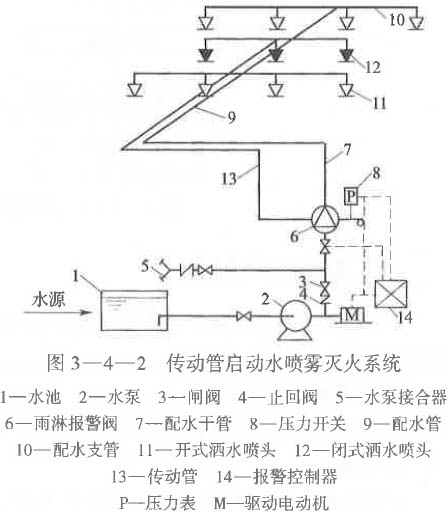 10
12
11
9
7
13
8
P
6
5
1
3
4
2
水源
M
14
图 3—4—2 传动管启动水喷雾灭火系统
1—水池 2—水泵 3—闸阀 4—止回阀 5—水泵接合器
6—雨淋报警阀 7—配水干管 8—压力开关 9—配水管
10—配水支管 11—开式洒水喷头 12—闭式洒水喷头
13—传动管 14—报警控制器
P—压力表 M—驱动电动机